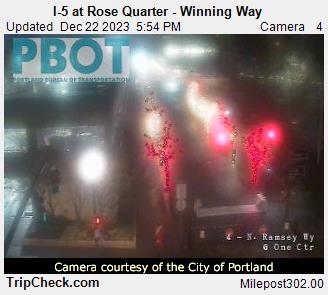 I-5 at Rose Quarter - Winning Way
Updated Dec 22 2023 5:54 PM Camera 4
PBOT
PORTLAND BUREAU OF TRANSPORTATION
4 - N. Ramsey Wy
@ One Ctr
Camera courtesy of the City of Portland
TripCheck.com Milepost302.00